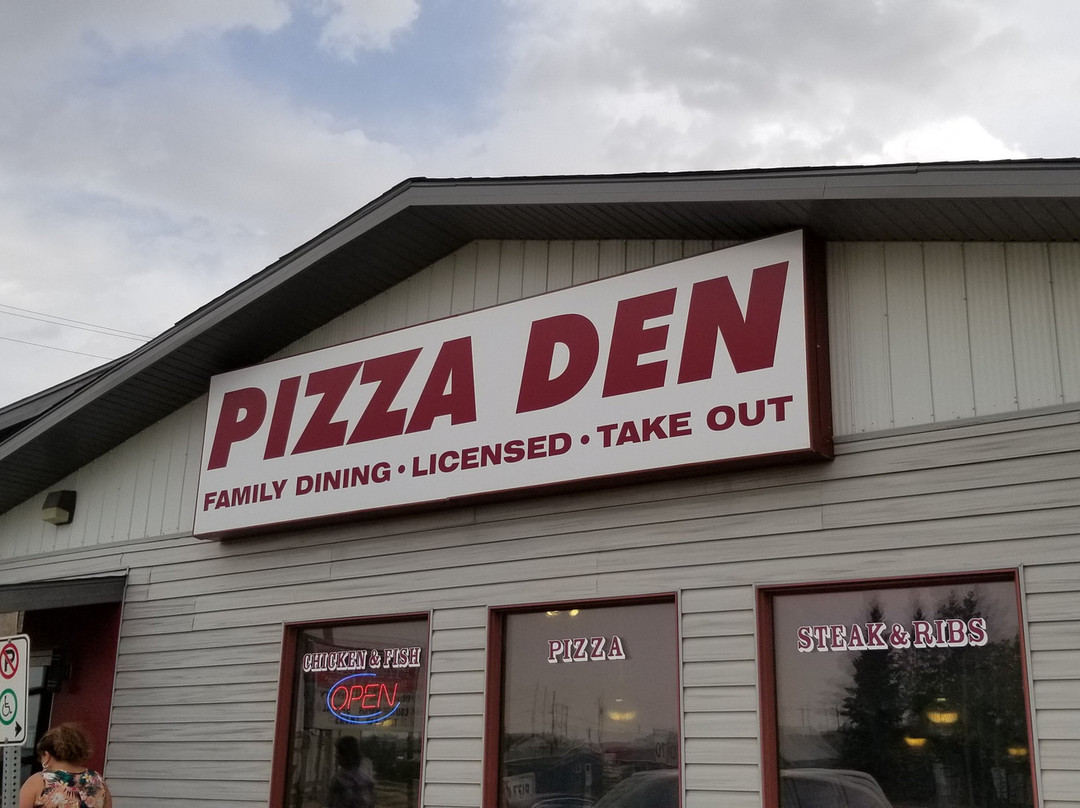 PIZZA DEN
FAMILY DINING • LICENSED • TAKE OUT
CHICKEN & FISH
OPEN
PIZZA
STEAK & RIBS
P